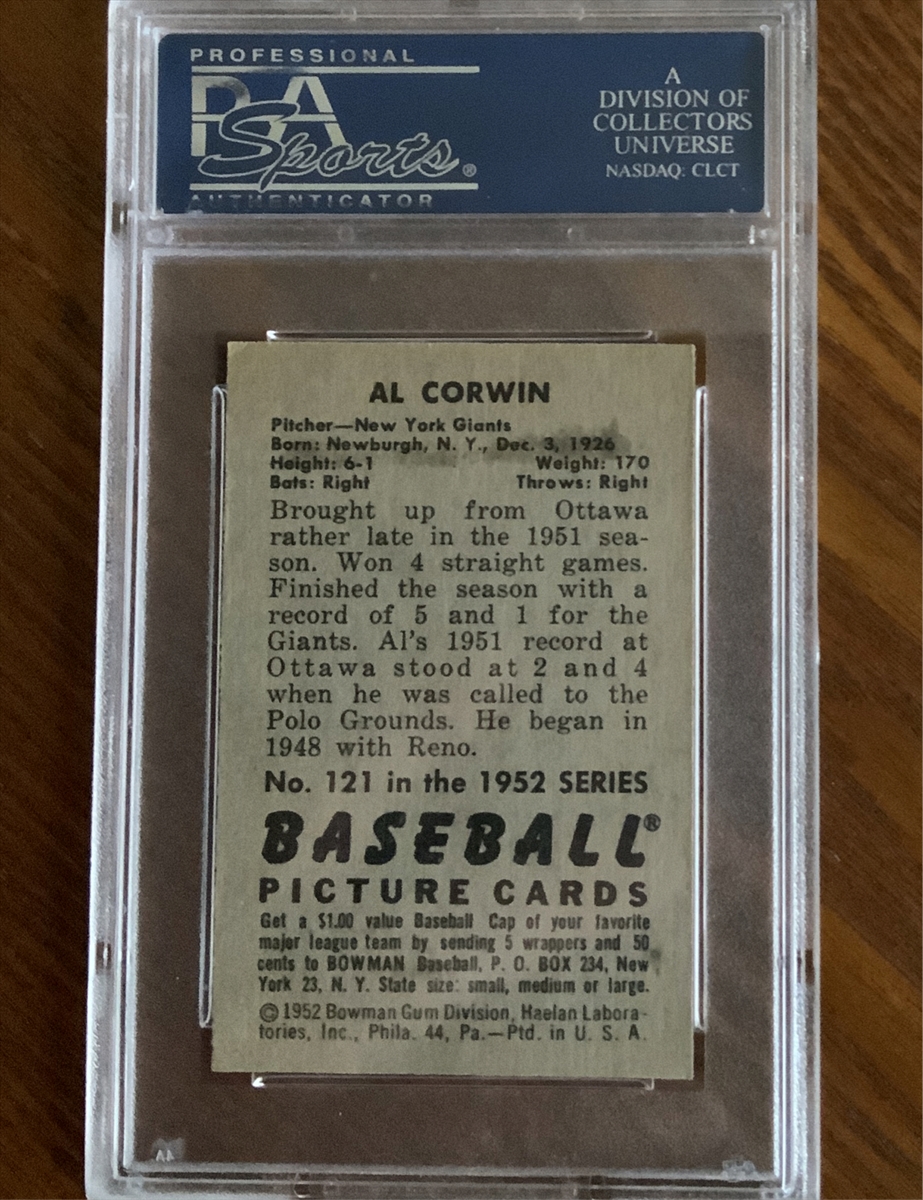 PROFESSIONAL
PSA
Sports®
AUTHENTICATOR
A
DIVISION OF
COLLECTORS
UNIVERSE
NASDAQ: CLCT
AL CORWIN
Pitcher—New York Giants
Born: Newburgh, N. Y., Dec. 3, 1926
Height: 6-1 Weight: 170
Bats: Right Throws: Right
Brought up from Ottawa
rather late in the 1951 sea-
son. Won 4 straight games.
Finished the season with a
record of 5 and 1 for the
Giants. Al's 1951 record at
Ottawa stood at 2 and 4
when he was called to the
Polo Grounds. He began in
1948 with Reno.
No. 121 in the 1952 SERIES
BASEBALL®
PICTURE CARDS
Get a $1.00 value Baseball Cap of your favorite
major league team by sending 5 wrappers and 50
cents to BOWMAN Baseball, P. O. BOX 234, New
York 23, N. Y. State size: small, medium or large.
© 1952 Bowman Gum Division, Haelan Labora-
tories, Inc., Phila. 44, Pa.—Ptd. in U. S. A.